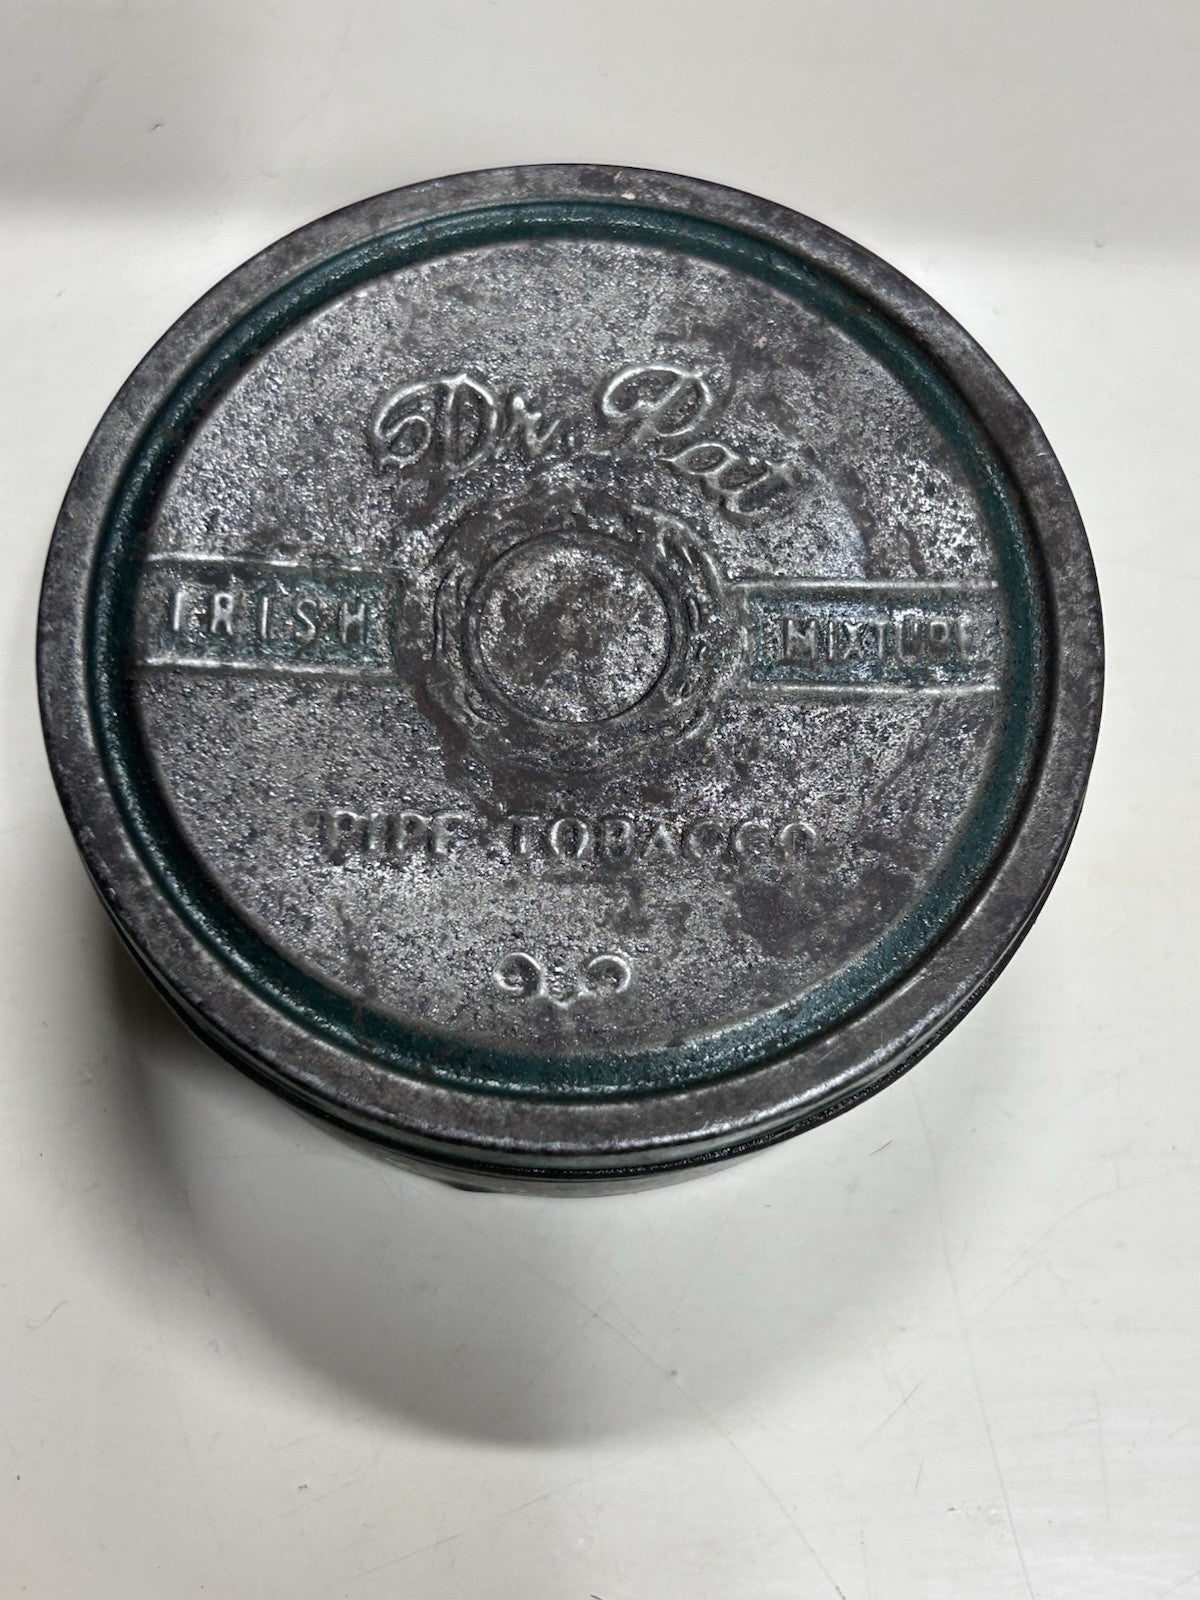 Dr. Pat
IRISH MIXTURE
PIPE TOBACCO